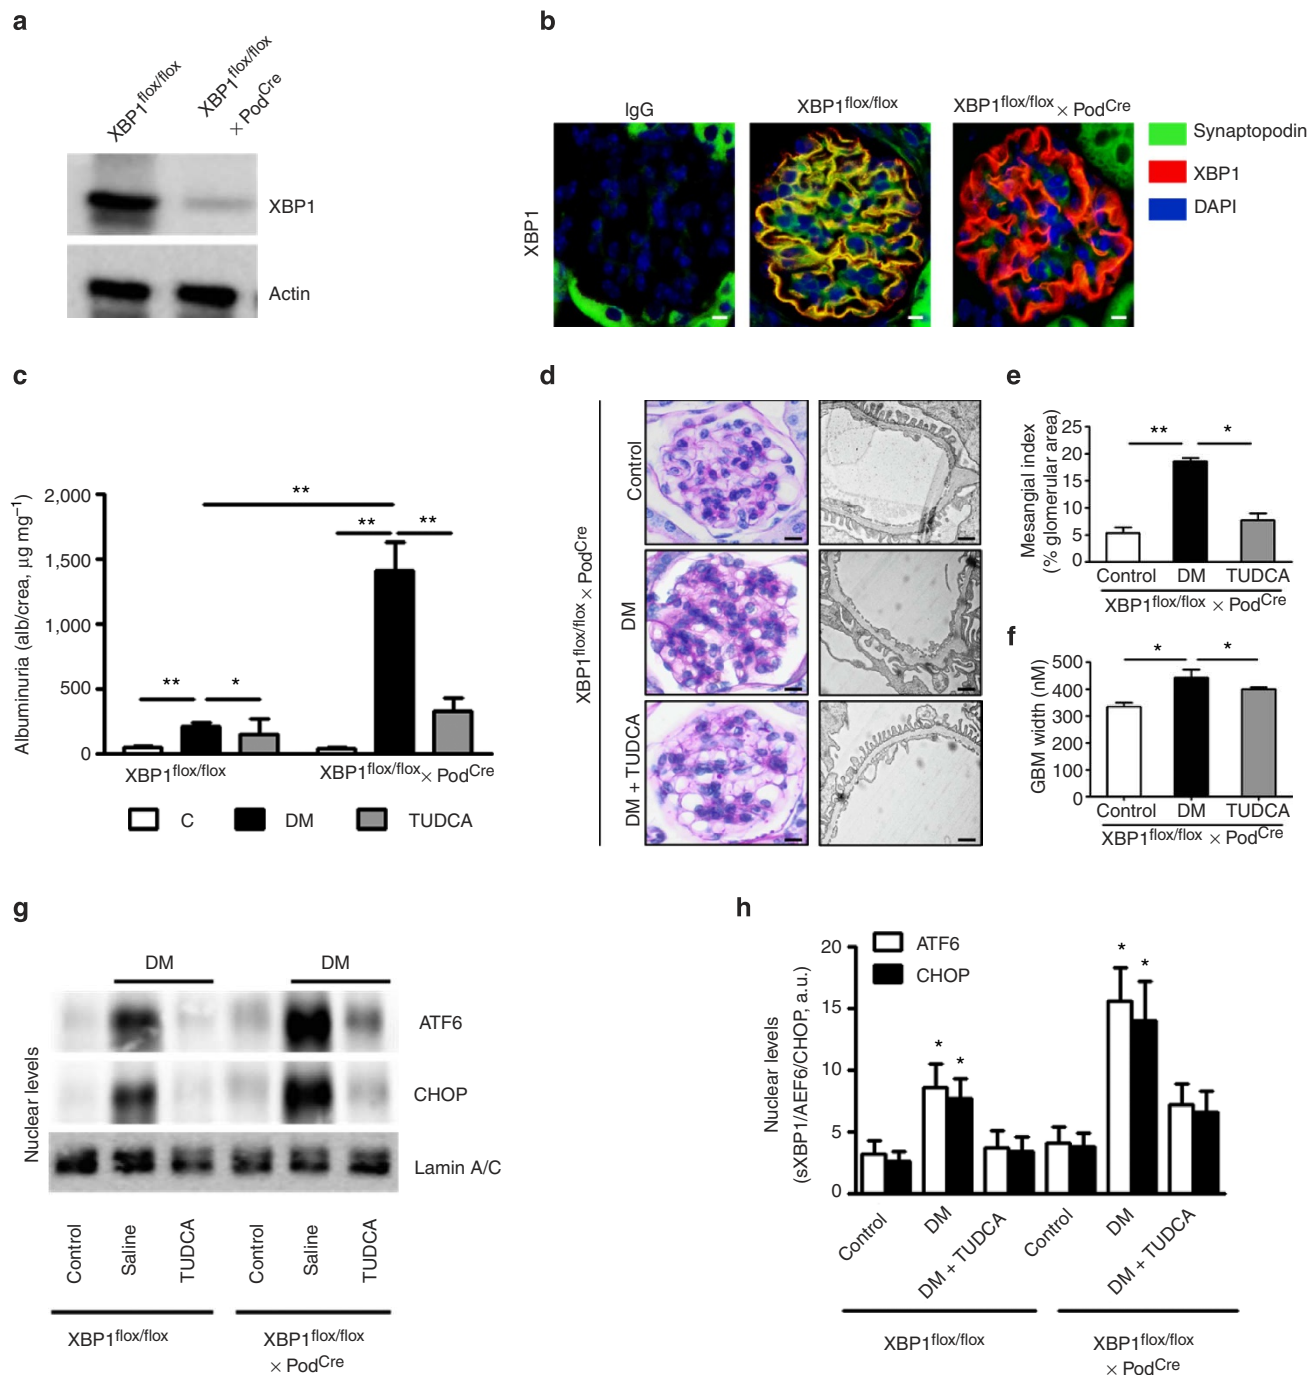 a
XBP1flox/flox
XBP1flox/flox
× PodCre
XBP1
Actin
b
IgG
XBP1flox/flox
XBP1flox/flox × PodCre
XBP1
Synaptopodin
XBP1
DAPI
c
Albuminuria (alb/crea, µg mg−1)
2,000
1,500
1,000
500
0
**
*
**
**
**
XBP1flox/flox
XBP1flox/flox × PodCre
C
DM
TUDCA
d
XBP1flox/flox × PodCre
Control
DM
DM + TUDCA
e
Mesangial index
(% glomerular area)
25
20
15
10
5
0
**
*
Control
DM
TUDCA
XBP1flox/flox × PodCre
f
GBM width (nM)
500
400
300
200
100
0
*
*
Control
DM
TUDCA
XBP1flox/flox × PodCre
g
DM
DM
Nuclear levels
ATF6
CHOP
Lamin A/C
Control
Saline
TUDCA
Control
Saline
TUDCA
XBP1flox/flox
XBP1flox/flox
× PodCre
h
ATF6
CHOP
Nuclear levels
(sXBP1/AEF6/CHOP, a.u.)
20
15
10
5
0
*
*
*
*
Control
DM
DM + TUDCA
Control
DM
DM + TUDCA
XBP1flox/flox
XBP1flox/flox
× PodCre